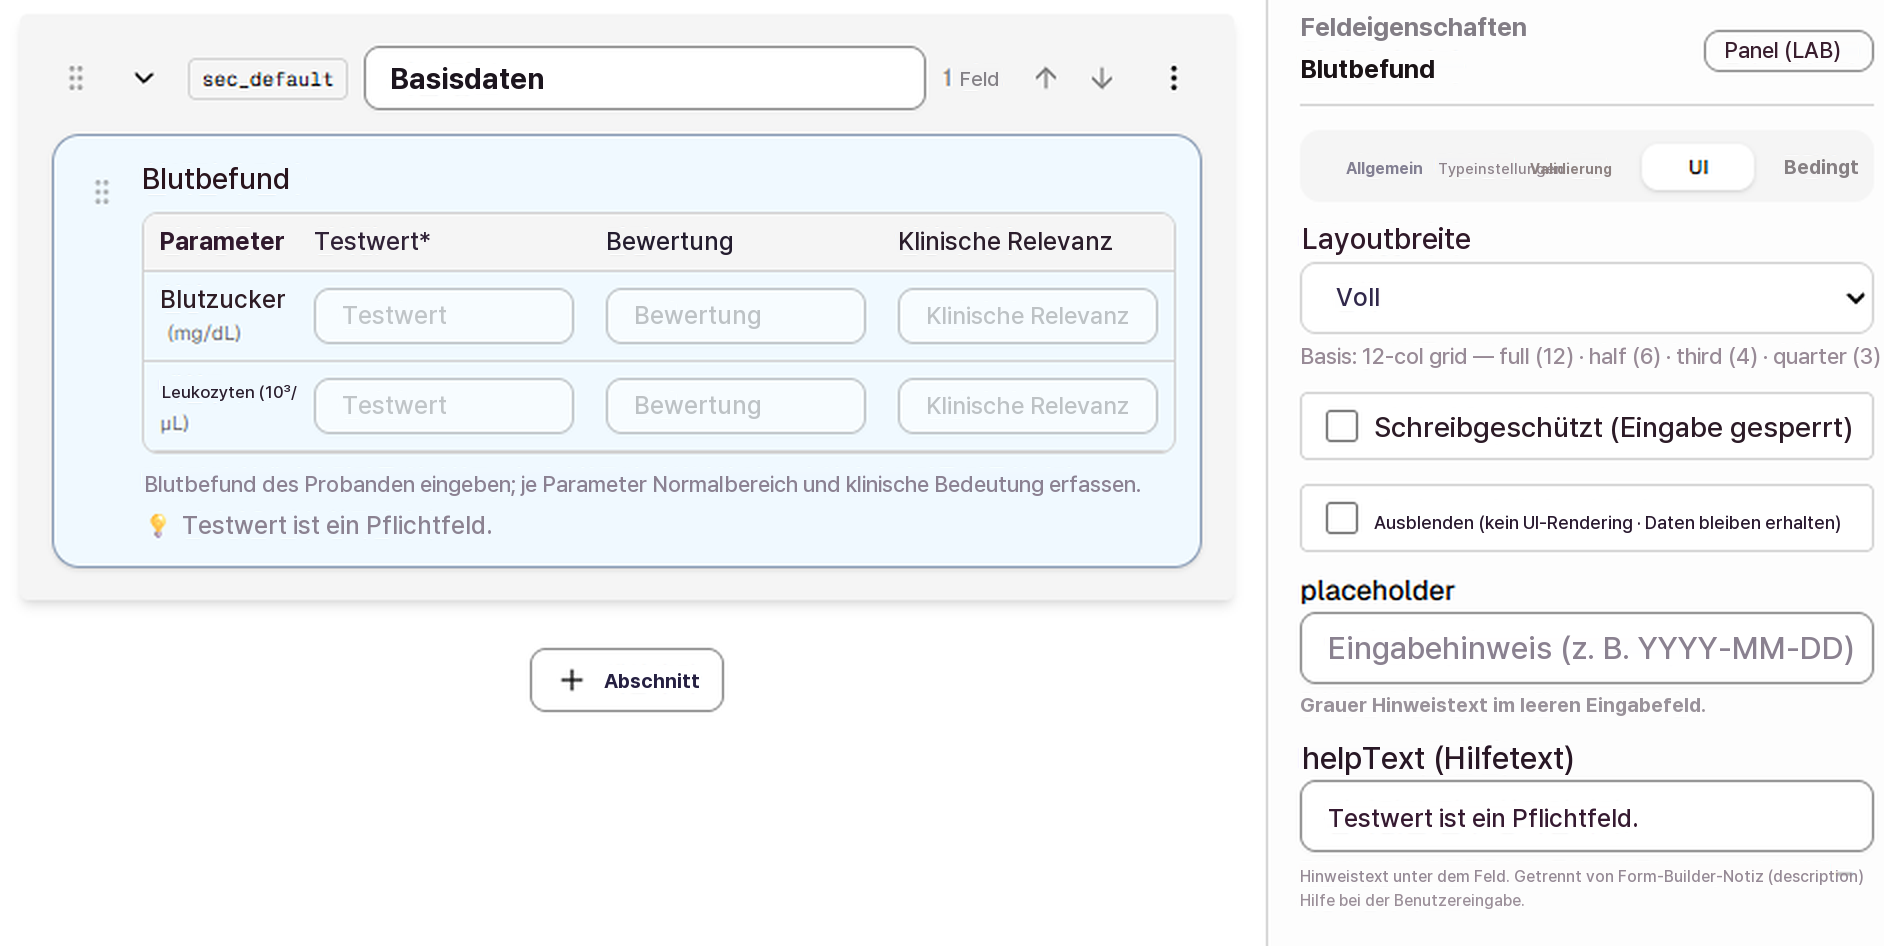 sec_default
Basisdaten
1 Feld
Blutbefund
Parameter Testwert* Bewertung Klinische Relevanz
Blutzucker
(mg/dL)
Testwert Bewertung Klinische Relevanz
Leukozyten (10³/
µL)
Testwert Bewertung Klinische Relevanz
Blutbefund des Probanden eingeben; je Parameter Normalbereich und klinische Bedeutung erfassen.
Testwert ist ein Pflichtfeld.
Abschnitt
Feldeigenschaften
Blutbefund
Panel (LAB)
Allgemein Typeinstellungen Validierung UI Bedingt
Layoutbreite
Voll
Basis: 12-col grid — full (12) · half (6) · third (4) · quarter (3)
Schreibgeschützt (Eingabe gesperrt)
Ausblenden (kein UI-Rendering · Daten bleiben erhalten)
placeholder
Eingabehinweis (z. B. YYYY-MM-DD)
Grauer Hinweistext im leeren Eingabefeld.
helpText (Hilfetext)
Testwert ist ein Pflichtfeld.
Hinweistext unter dem Feld. Getrennt von Form-Builder-Notiz (description)
Hilfe bei der Benutzereingabe.